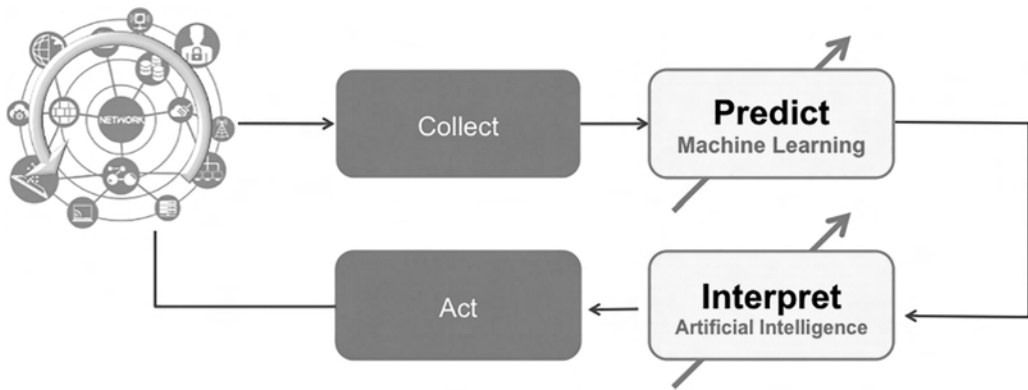 NETWORK
Collect
Predict
Machine Learning
Act
Interpret
Artificial Intelligence